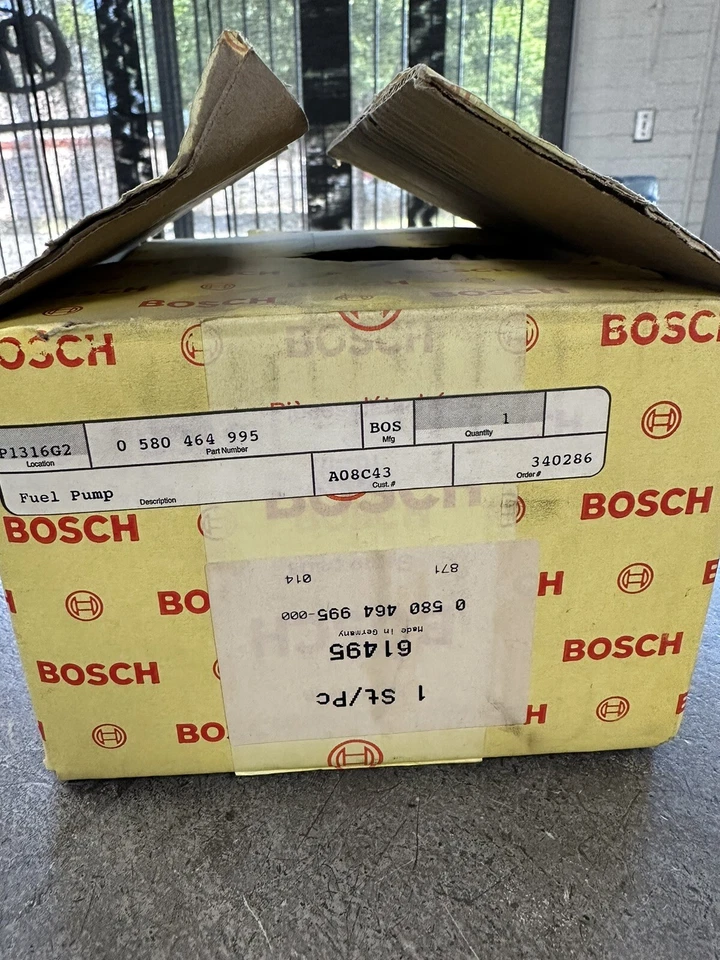 BOSCH
BOSCH
BOSCH
BOSCH
P1316G2
Location
0 580 464 995
Part Number
BOS
Mfg
1
Quantity
Fuel Pump
Description
A08C43
Cust. #
340286
Order #
BOSCH
BOSCH
BOSCH
1 St/Pc
61495
Made in Germany
0 580 464 995-000
871
014
BOSCH
BOSCH